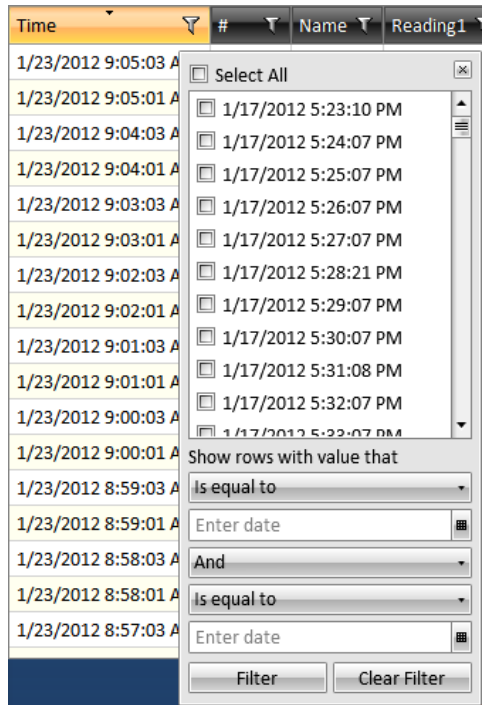 Time # Name Reading1
1/23/2012 9:05:03 A
1/23/2012 9:05:01 A
1/23/2012 9:04:03 A
1/23/2012 9:04:01 A
1/23/2012 9:03:03 A
1/23/2012 9:03:01 A
1/23/2012 9:02:03 A
1/23/2012 9:02:01 A
1/23/2012 9:01:03 A
1/23/2012 9:01:01 A
1/23/2012 9:00:03 A
1/23/2012 9:00:01 A
1/23/2012 8:59:03 A
1/23/2012 8:59:01 A
1/23/2012 8:58:03 A
1/23/2012 8:58:01 A
1/23/2012 8:57:03 A
Select All
1/17/2012 5:23:10 PM
1/17/2012 5:24:07 PM
1/17/2012 5:25:07 PM
1/17/2012 5:26:07 PM
1/17/2012 5:27:07 PM
1/17/2012 5:28:21 PM
1/17/2012 5:29:07 PM
1/17/2012 5:30:07 PM
1/17/2012 5:31:08 PM
1/17/2012 5:32:07 PM
1/17/2012 5:33:07 PM
Show rows with value that
Is equal to
Enter date
And
Is equal to
Enter date
Filter Clear Filter